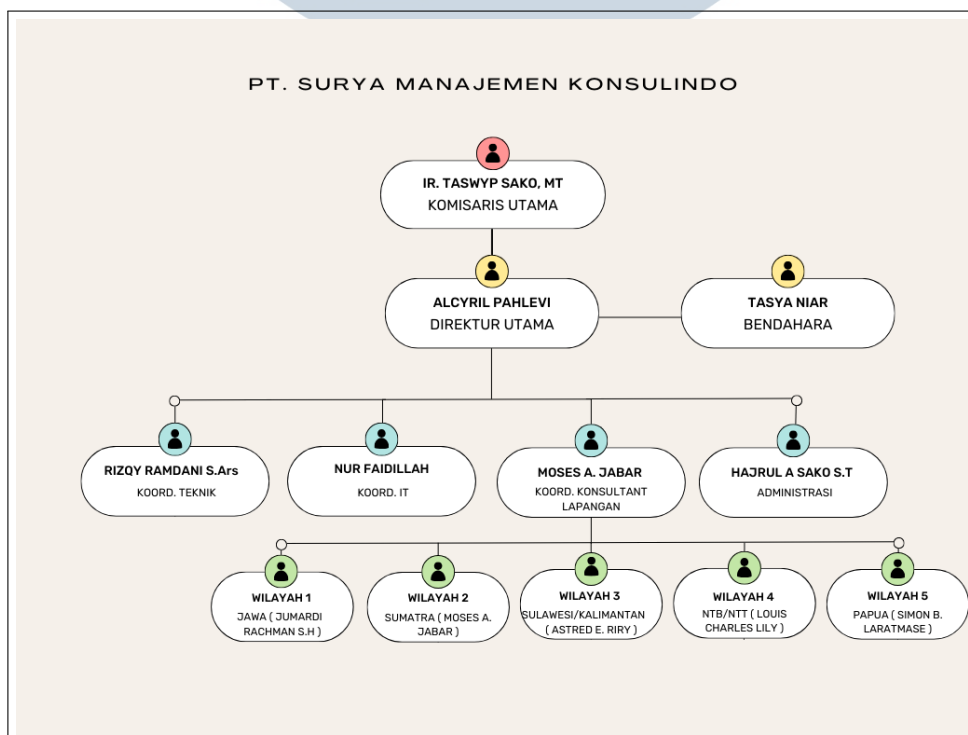 PT. SURYA MANAJEMEN KONSULINDO
IR. TASWYP SAKO, MT
KOMISARIS UTAMA
ALCYRIL PAHLEVI
DIREKTUR UTAMA
TASYA NIAR
BENDAHARA
RIZQY RAMDANI S.Ars
KOORD. TEKNIK
NUR FAIDILLAH
KOORD. IT
MOSES A. JABAR
KOORD. KONSULTANT
LAPANGAN
HAJRUL A SAKO S.T
ADMINISTRASI
WILAYAH 1
JAWA ( JUMARDI
RACHMAN S.H )
WILAYAH 2
SUMATRA ( MOSES A.
JABAR )
WILAYAH 3
SULAWESI/KALIMANTAN
( ASTRED E. RIRY )
WILAYAH 4
NTB/NTT ( LOUIS
CHARLES LILY )
WILAYAH 5
PAPUA ( SIMON B.
LARATMASE )